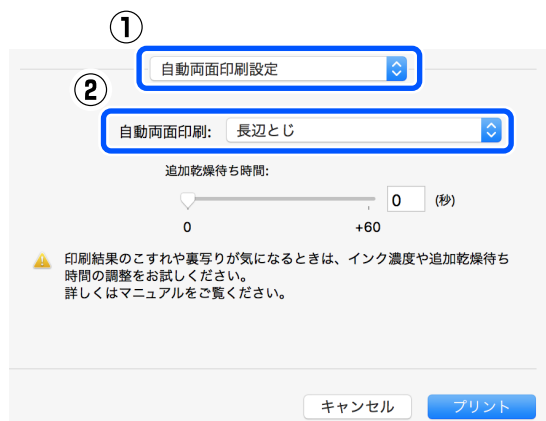 ①
自動両面印刷設定
②
自動両面印刷: 長辺とじ
追加乾燥待ち時間:
0 (秒)
0 +60
印刷結果のこすれや裏写りが気になるときは、インク濃度や追加乾燥待ち
時間の調整をお試しください。
詳しくはマニュアルをご覧ください。
キャンセル プリント